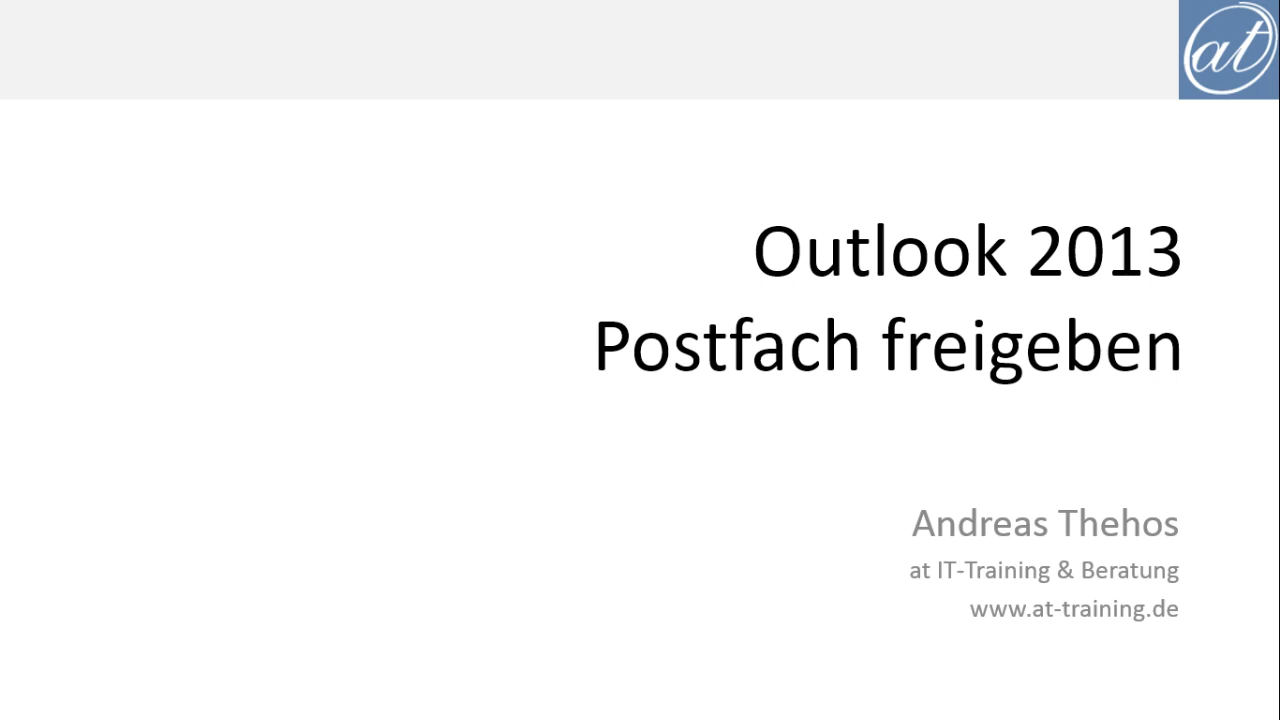 at
Outlook 2013
Postfach freigeben
Andreas Thehos
at IT-Training & Beratung
www.at-training.de